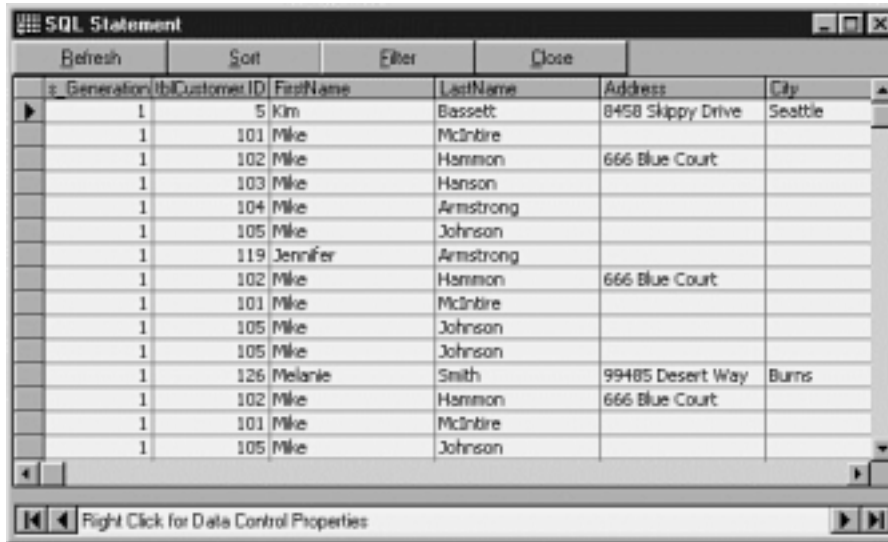 SQL Statement
Refresh Sort Filter Close
s_Generation tblCustomer.ID FirstName LastName Address City
1 5 Kim Bassett 8458 Skippy Drive Seattle
1 101 Mike McIntire
1 102 Mike Hammon 666 Blue Court
1 103 Mike Hanson
1 104 Mike Armstrong
1 105 Mike Johnson
1 119 Jennifer Armstrong
1 102 Mike Hammon 666 Blue Court
1 101 Mike McIntire
1 105 Mike Johnson
1 105 Mike Johnson
1 126 Melanie Smith 99485 Desert Way Burns
1 102 Mike Hammon 666 Blue Court
1 101 Mike McIntire
1 105 Mike Johnson
Right Click for Data Control Properties